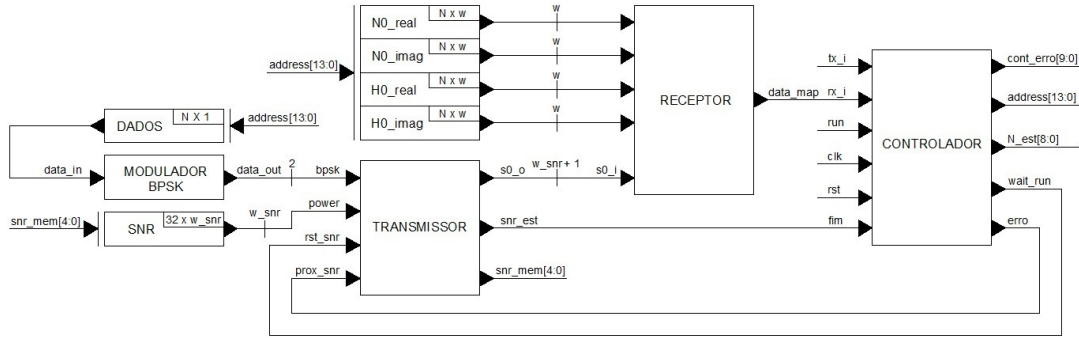 N0_real
N x w
w
N0_imag
N x w
w
address[13:0]
H0_real
N x w
w
H0_imag
N x w
w
RECEPTOR
data_map
tx_i
rx_i
run
clk
rst
fim
CONTROLADOR
cont_erro[9:0]
address[13:0]
N_est[8:0]
wait_run
erro
DADOS
N X 1
address[13:0]
data_in
MODULADOR
BPSK
data_out
2
bpsk
snr_mem[4:0]
SNR
32 x w_snr
w_snr
power
rst_snr
prox_snr
TRANSMISSOR
s0_o
w_snr+ 1
s0_i
snr_est
snr_mem[4:0]